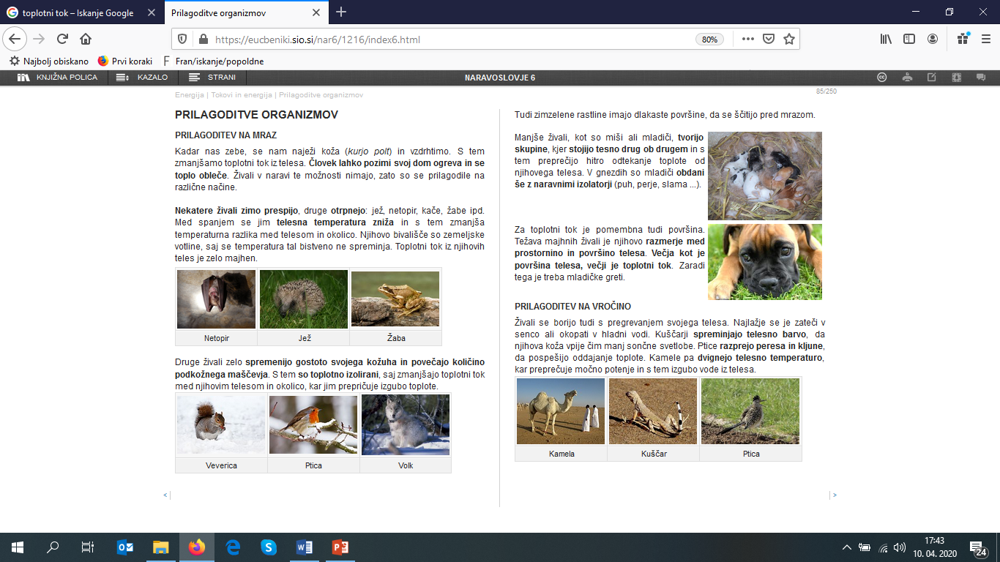 toplotni tok – Iskanje Google
Prilagoditve organizmov
https://eucbeniki.sio.si/nar6/1216/index6.html
80%
Najbolj obiskano
Prvi koraki
Fran/iskanje/popoldne
KNJIŽNA POLICA
KAZALO
STRANI
NARAVOSLOVJE 6
Energija | Tokovi in energija | Prilagoditve organizmov
85/250
PRILAGODITVE ORGANIZMOV
PRILAGODITEV NA MRAZ
Kadar nas zebe, se nam naježi koža (kurjo polt) in vzdrhtimo. S tem
zmanjšamo toplotni tok iz telesa. Človek lahko pozimi svoj dom ogreva in se
toplo obleče. Živali v naravi te možnosti nimajo, zato so se prilagodile na
različne načine.
Nekatere živali zimo prespijo, druge otrpnejo: jež, netopir, kače, žabe ipd.
Med spanjem se jim telesna temperatura zniža in s tem zmanjša
temperaturna razlika med telesom in okolico. Njihovo bivališče so zemeljske
votline, saj se temperatura tal bistveno ne spreminja. Toplotni tok iz njihovih
teles je zelo majhen.
Netopir
Jež
Žaba
Druge živali zelo spremenijo gostoto svojega kožuha in povečajo količino
podkožnega maščevja. S tem so toplotno izolirani, saj zmanjšajo toplotni tok
med njihovim telesom in okolico, kar jim prepričuje izgubo toplote.
Veverica
Ptica
Volk
Tudi zimzelene rastline imajo dlakaste površine, da se ščitijo pred mrazom.
Manjše živali, kot so miši ali mladiči, tvorijo
skupine, kjer stojijo tesno drug ob drugem in s
tem preprečijo hitro odtekanje toplote od
njihovega telesa. V gnezdih so mladiči obdani
še z naravnimi izolatorji (puh, perje, slama ...).
Za toplotni tok je pomembna tudi površina.
Težava majhnih živali je njihovo razmerje med
prostornino in površino telesa. Večja kot je
površina telesa, večji je toplotni tok. Zaradi
tega je treba mladičke greti.
PRILAGODITEV NA VROČINO
Živali se borijo tudi s pregrevanjem svojega telesa. Najlažje se je zateči v
senco ali okopati v hladni vodi. Kuščarji spreminjajo telesno barvo, da
njihova koža vpije čim manj sončne svetlobe. Ptice razprejo peresa in kljune,
da pospešijo oddajanje toplote. Kamele pa dvignejo telesno temperaturo,
kar preprečuje močno potenje in s tem izgubo vode iz telesa.
Kamela
Kuščar
Ptica
< |
| >
17:43
10. 04. 2020
24